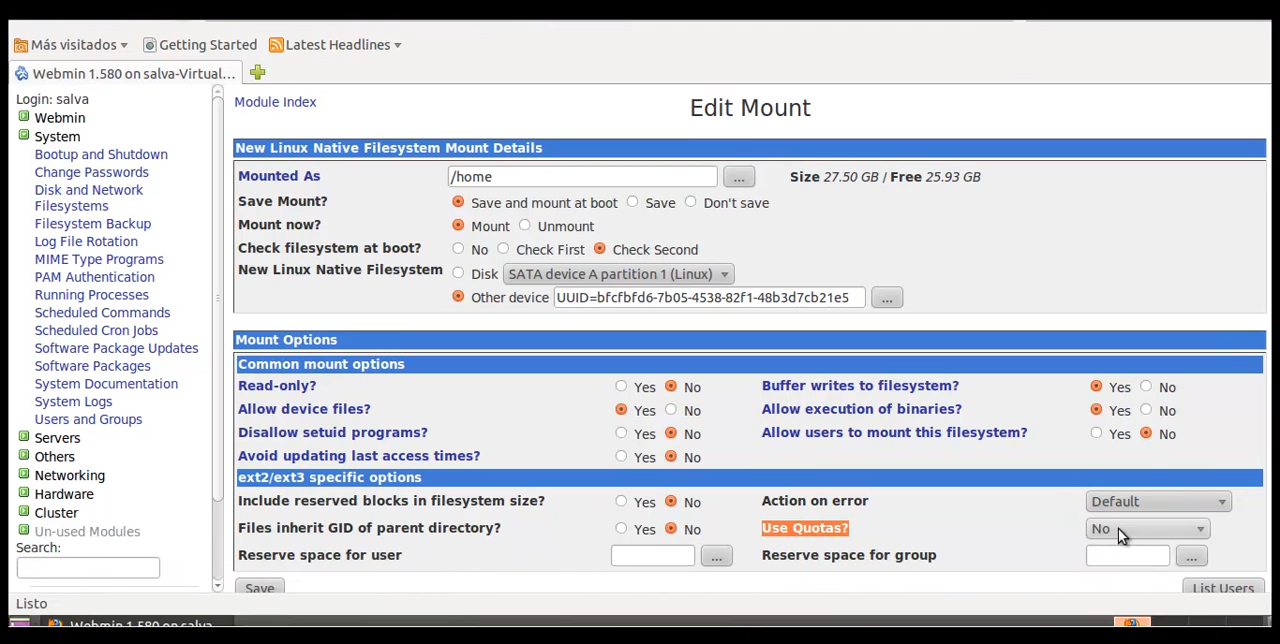 Más visitados Getting Started Latest Headlines
Webmin 1.580 on salva-Virtual...
Login: salva
Webmin
System
Bootup and Shutdown
Change Passwords
Disk and Network
Filesystems
Filesystem Backup
Log File Rotation
MIME Type Programs
PAM Authentication
Running Processes
Scheduled Commands
Scheduled Cron Jobs
Software Package Updates
Software Packages
System Documentation
System Logs
Users and Groups
Servers
Others
Networking
Hardware
Cluster
Un-used Modules
Search:
Module Index
Edit Mount
New Linux Native Filesystem Mount Details
Mounted As /home ... Size 27.50 GB / Free 25.93 GB
Save Mount? Save and mount at boot Save Don't save
Mount now? Mount Unmount
Check filesystem at boot? No Check First Check Second
New Linux Native Filesystem Disk SATA device A partition 1 (Linux)
Other device UUID=bfcfbfd6-7b05-4538-82f1-48b3d7cb21e5 ...
Mount Options
Common mount options
Read-only? Yes No Buffer writes to filesystem? Yes No
Allow device files? Yes No Allow execution of binaries? Yes No
Disallow setuid programs? Yes No Allow users to mount this filesystem? Yes No
Avoid updating last access times? Yes No
ext2/ext3 specific options
Include reserved blocks in filesystem size? Yes No Action on error Default
Files inherit GID of parent directory? Yes No Use Quotas? No
Reserve space for user ... Reserve space for group ...
Save List Users
Listo
Webmin 1.580 on salva